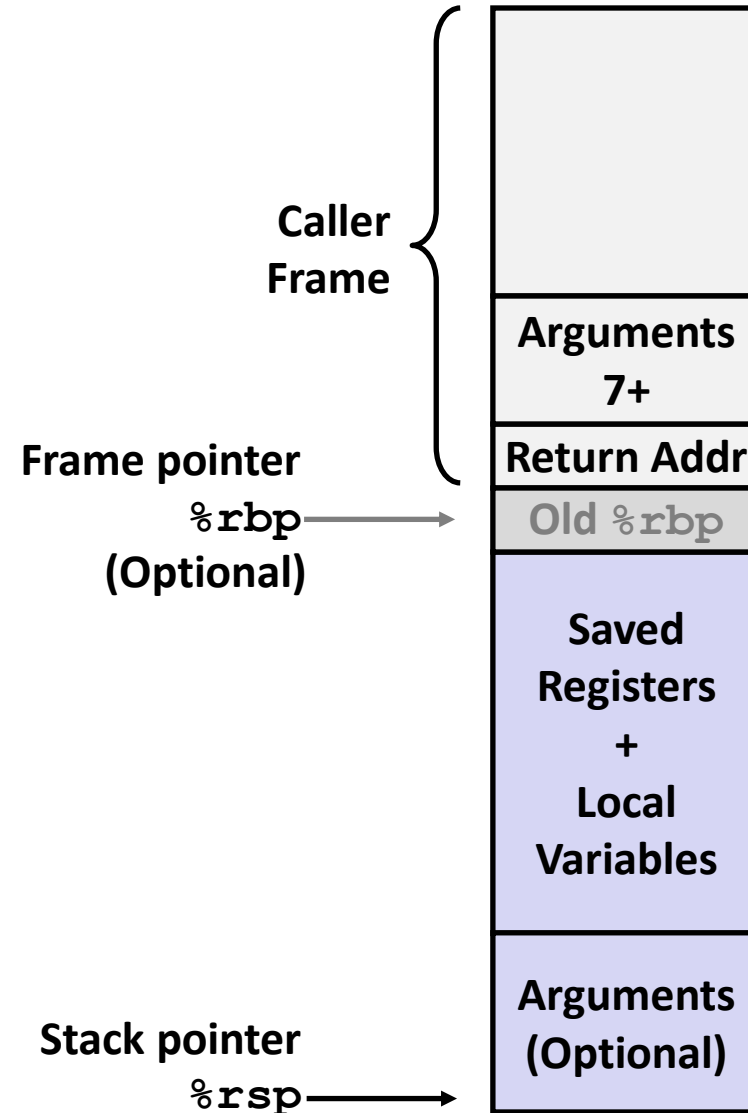 Caller
Frame
Arguments
7+
Return Addr
Frame pointer
%rbp
(Optional)
Old %rbp
Saved
Registers
+
Local
Variables
Arguments
(Optional)
Stack pointer
%rsp